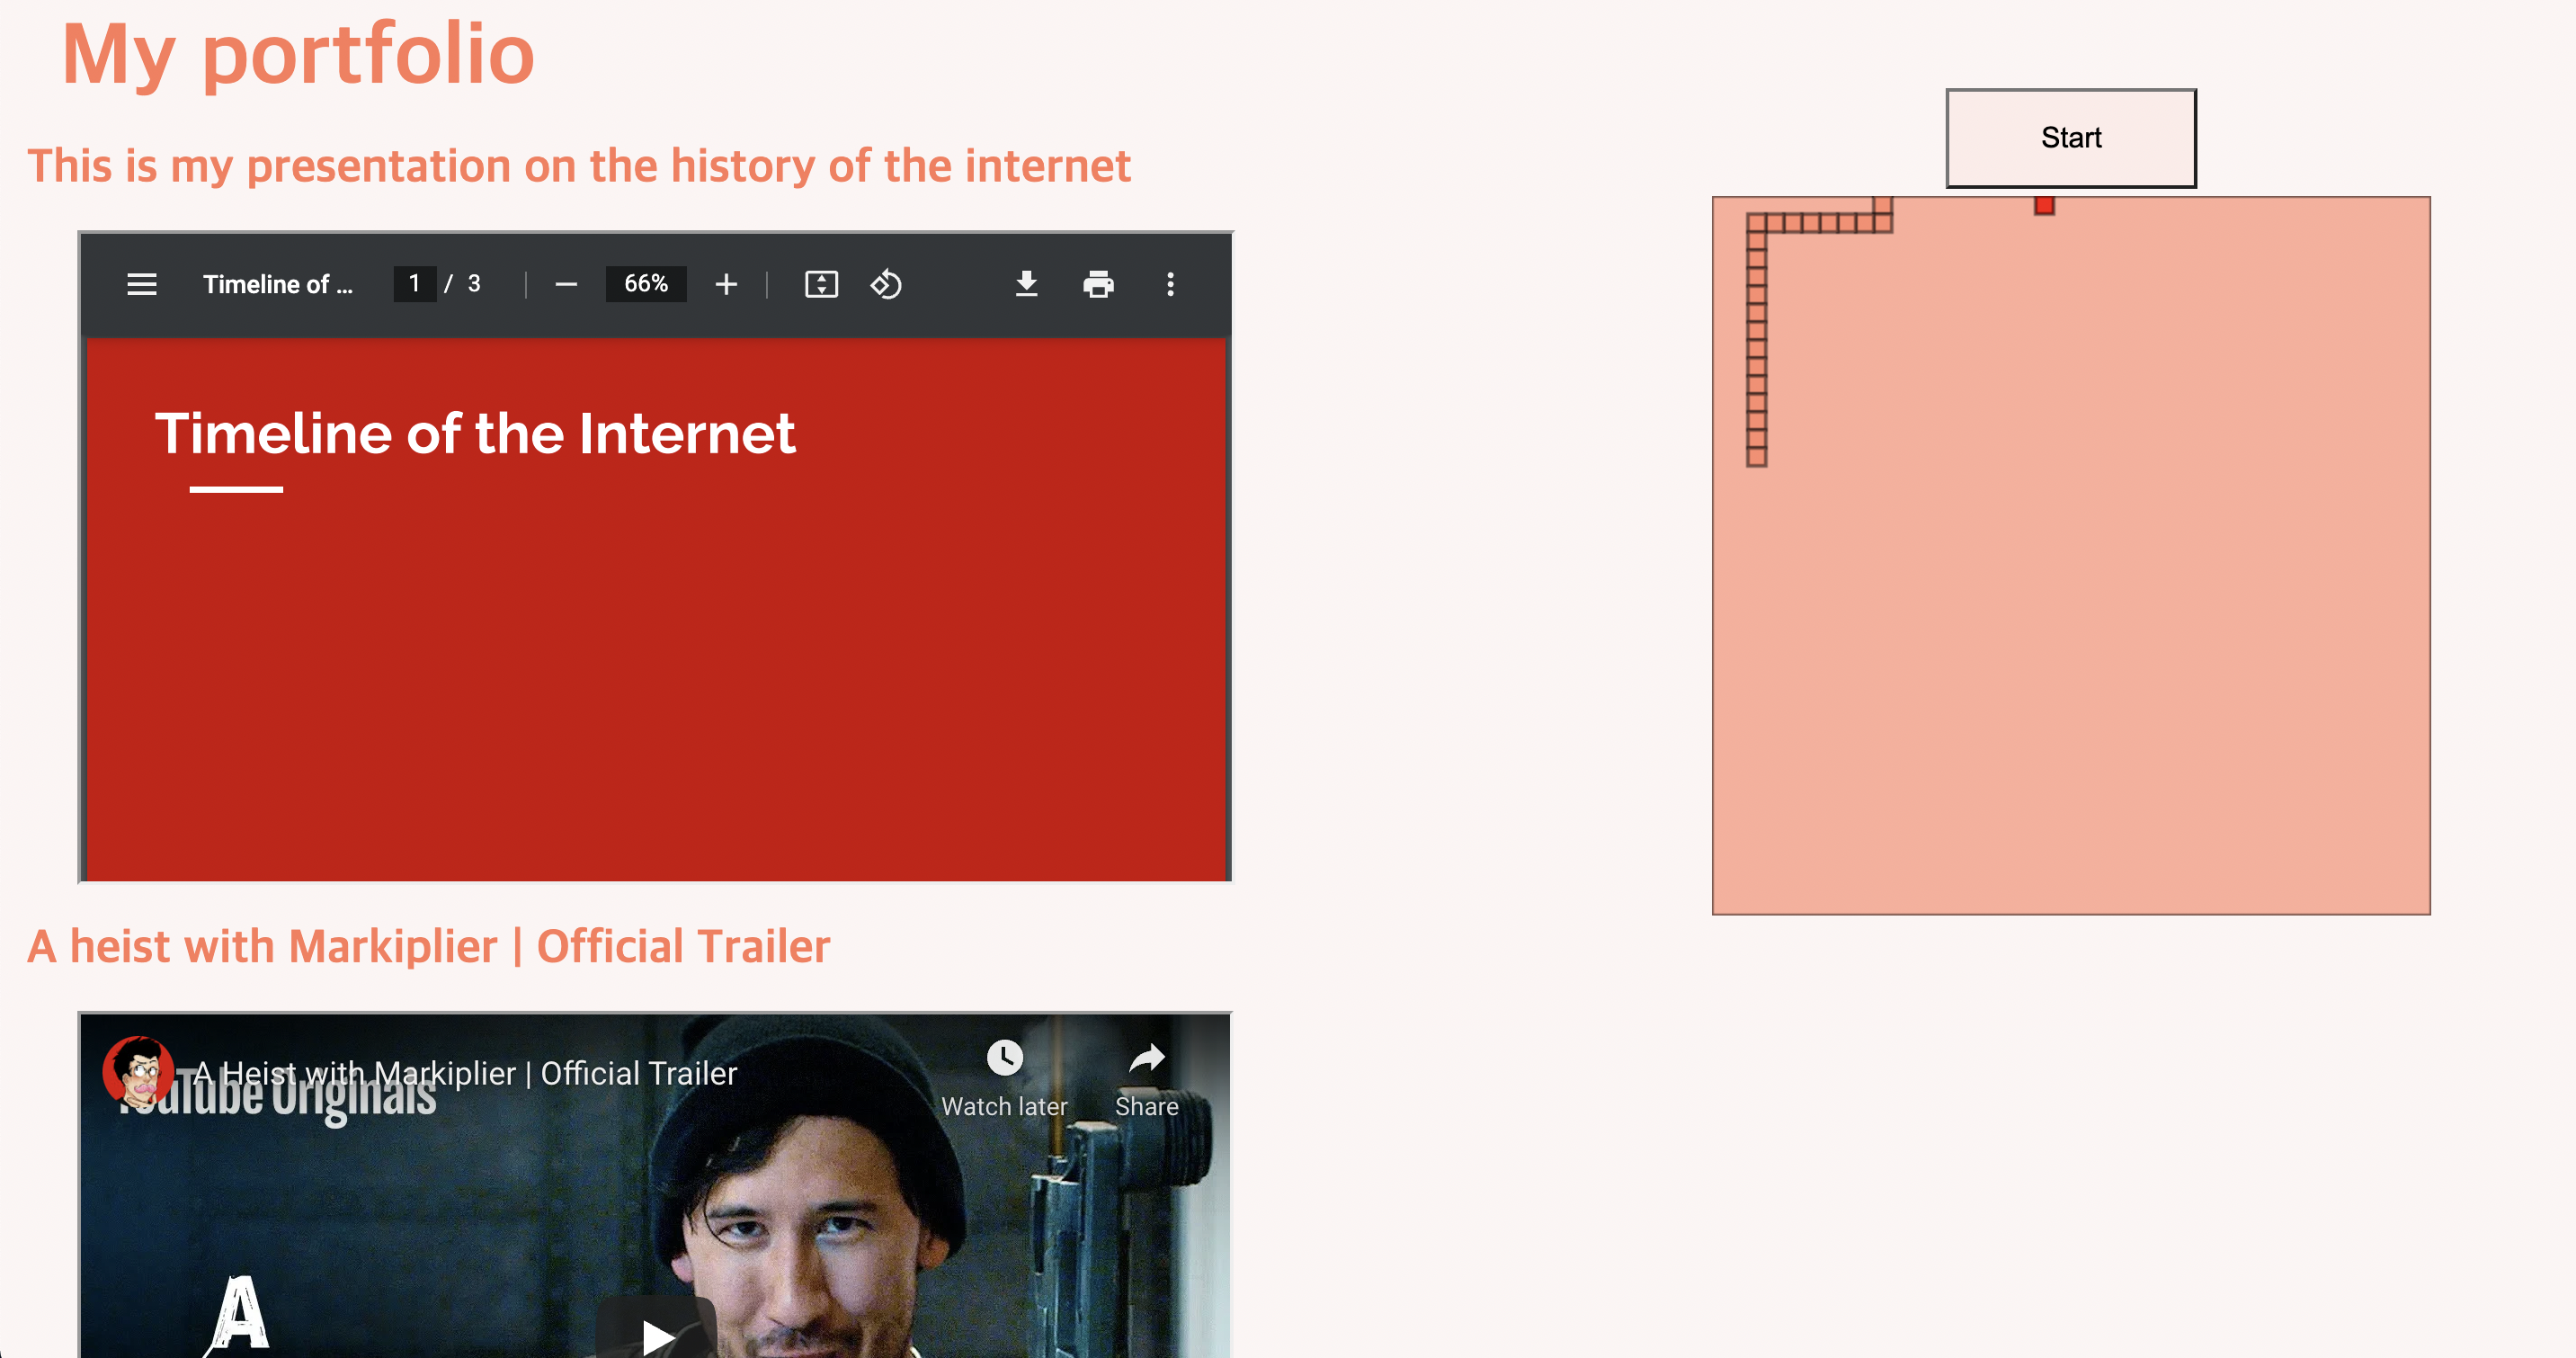 My portfolio
This is my presentation on the history of the internet
Start
Timeline of ...
1 / 3
66%
Timeline of the Internet
A heist with Markiplier | Official Trailer
A Heist with Markiplier | Official Trailer
YouTube Originals
Watch later
Share
A